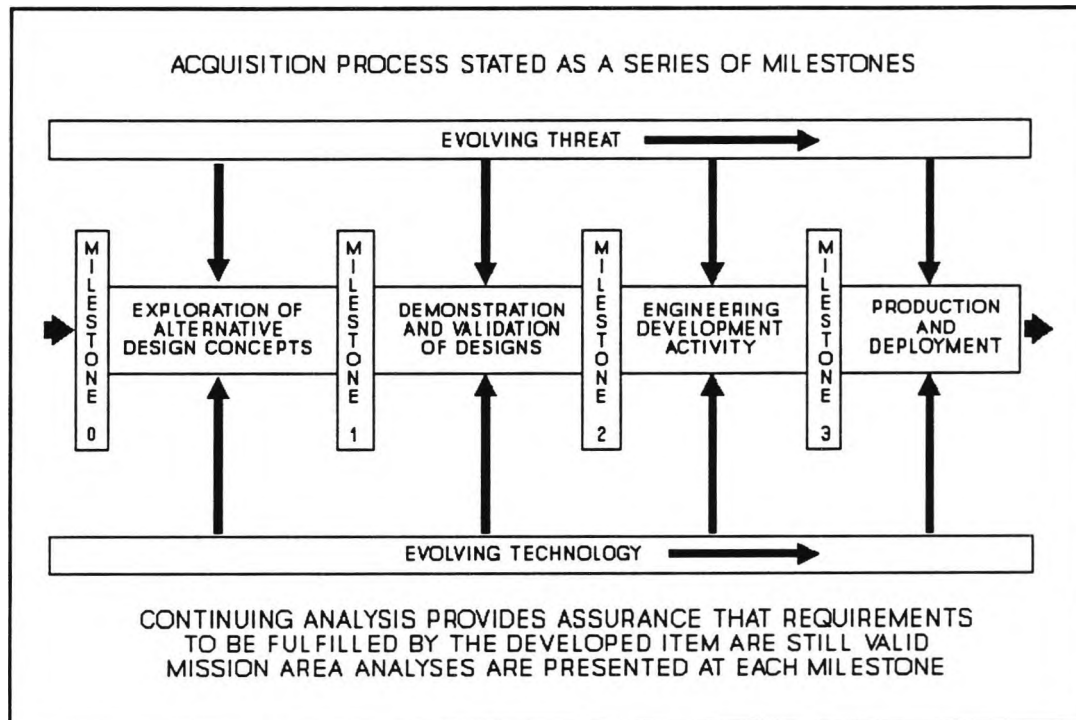 ACQUISITION PROCESS STATED AS A SERIES OF MILESTONES
EVOLVING THREAT
MILESTONE 0
EXPLORATION OF
ALTERNATIVE
DESIGN CONCEPTS
MILESTONE 1
DEMONSTRATION
AND VALIDATION
OF DESIGNS
MILESTONE 2
ENGINEERING
DEVELOPMENT
ACTIVITY
MILESTONE 3
PRODUCTION
AND
DEPLOYMENT
EVOLVING TECHNOLOGY
CONTINUING ANALYSIS PROVIDES ASSURANCE THAT REQUIREMENTS
TO BE FULFILLED BY THE DEVELOPED ITEM ARE STILL VALID
MISSION AREA ANALYSES ARE PRESENTED AT EACH MILESTONE